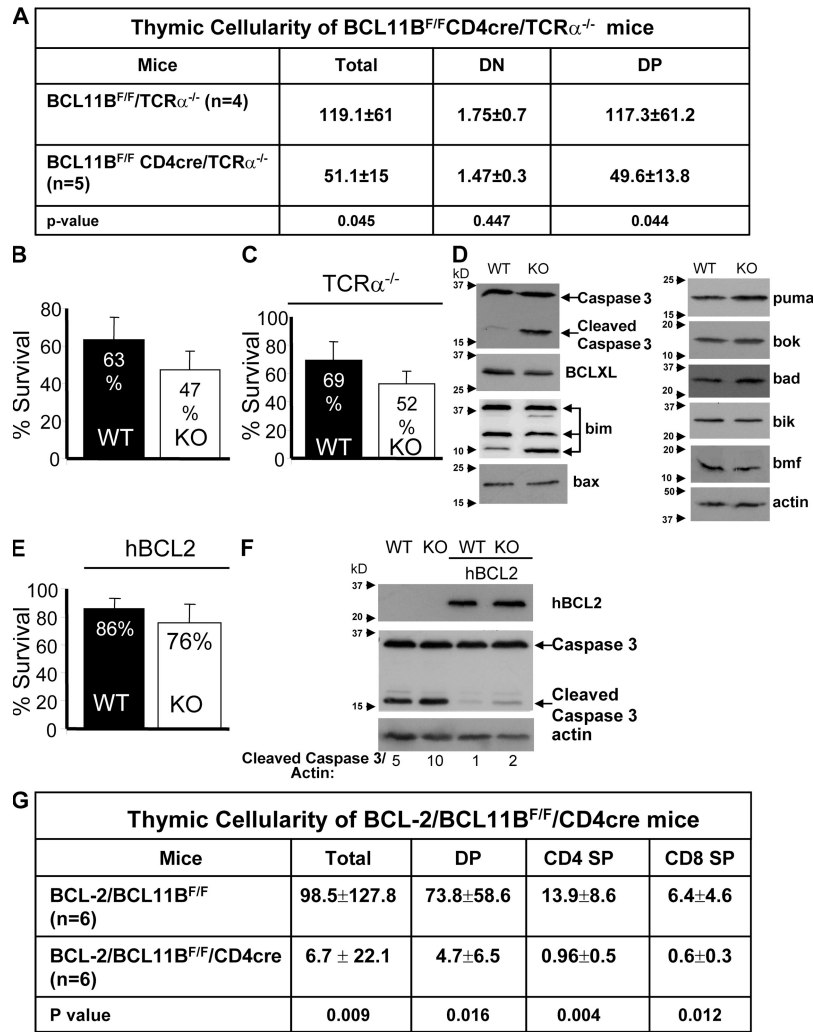 A
Thymic Cellularity of BCL11B^F/F CD4cre/TCRα^-/- mice
Mice Total DN DP
BCL11B^F/F/TCRα^-/- (n=4) 119.1±61 1.75±0.7 117.3±61.2
BCL11B^F/F CD4cre/TCRα^-/-
(n=5) 51.1±15 1.47±0.3 49.6±13.8
p-value 0.045 0.447 0.044
B
% Survival
80
60
40
20
0
63
%
WT
47
%
KO
C
TCRα^-/-
% Survival
100
80
60
40
20
0
69
%
WT
52
%
KO
D
kD WT KO
37
Caspase 3
Cleaved
Caspase 3
15
37
BCLXL
25
37
bim
10
25
bax
15
WT KO
25
puma
15
20
bok
10
37
bad
20
37
bik
20
20
bmf
10
50
actin
37
E
hBCL2
% Survival
100
80
60
40
20
0
86%
WT
76%
KO
F
WT KO WT KO
hBCL2
kD
37
hBCL2
20
37
Caspase 3
Cleaved
Caspase 3
15
actin
Cleaved Caspase 3/ 5 10 1 2
Actin:
G
Thymic Cellularity of BCL-2/BCL11B^F/F/CD4cre mice
Mice Total DP CD4 SP CD8 SP
BCL-2/BCL11B^F/F 98.5±127.8 73.8±58.6 13.9±8.6 6.4±4.6
(n=6)
BCL-2/BCL11B^F/F/CD4cre 6.7 ± 22.1 4.7±6.5 0.96±0.5 0.6±0.3
(n=6)
P value 0.009 0.016 0.004 0.012